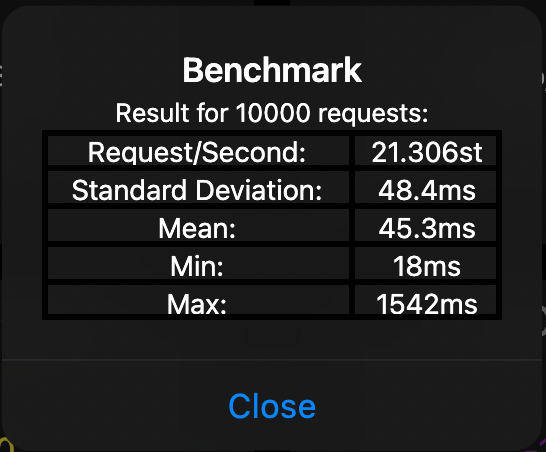 Benchmark
Result for 10000 requests:
Request/Second: 21.306st
Standard Deviation: 48.4ms
Mean: 45.3ms
Min: 18ms
Max: 1542ms
Close